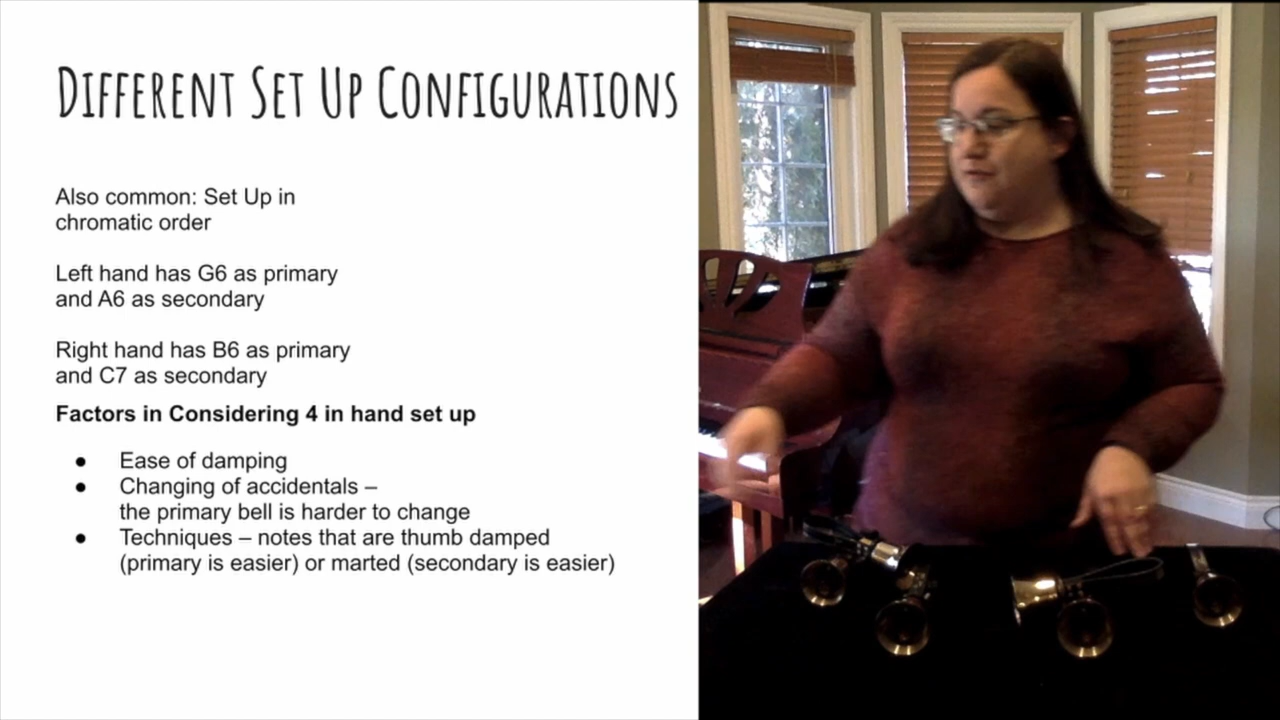 Different Set Up Configurations
Also common: Set Up in
chromatic order
Left hand has G6 as primary
and A6 as secondary
Right hand has B6 as primary
and C7 as secondary
Factors in Considering 4 in hand set up
● Ease of damping
● Changing of accidentals –
the primary bell is harder to change
● Techniques – notes that are thumb damped
(primary is easier) or marted (secondary is easier)